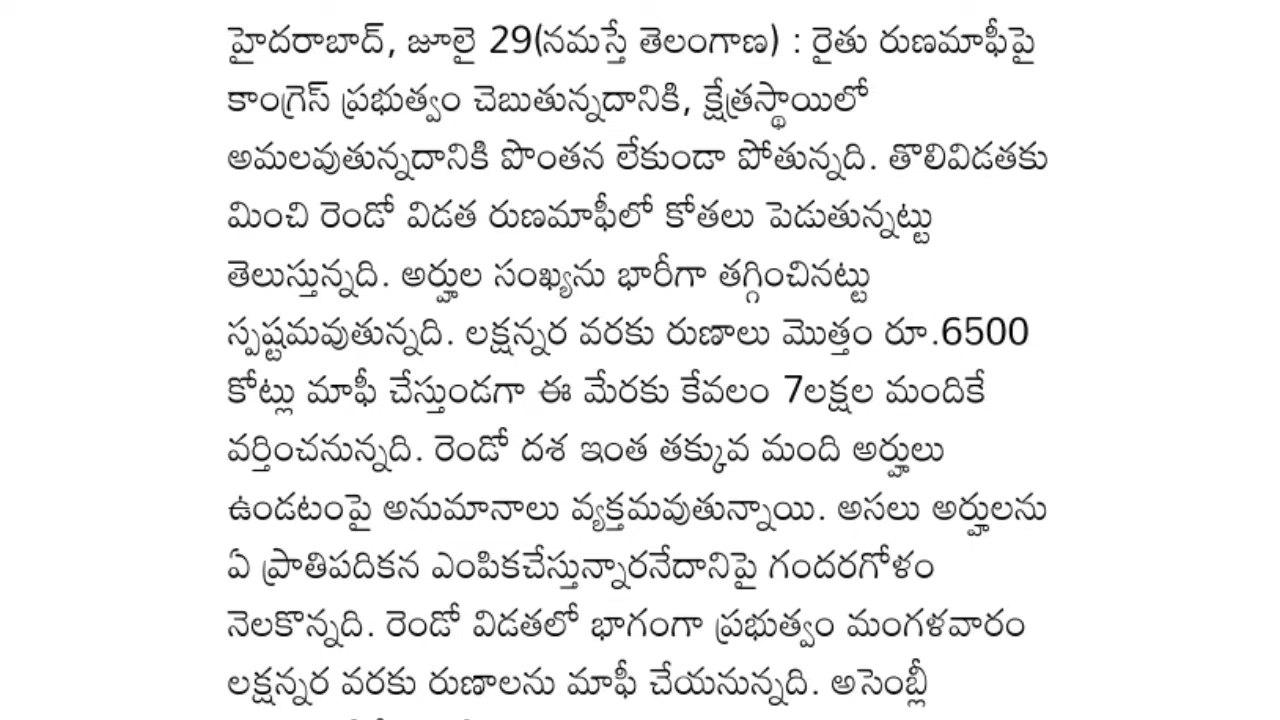 హైదరాబాద్, జూలై 29(నమస్తే తెలంగాణ) : రైతు రుణమాఫీపై
కాంగ్రెస్ ప్రభుత్వం చెబుతున్నదానికి, క్షేత్రస్థాయిలో
అమలవుతున్నదానికి పొంతన లేకుండా పోతున్నది. తొలివిడతకు
మించి రెండో విడత రుణమాఫీలో కోతలు పెడుతున్నట్టు
తెలుస్తున్నది. అర్హుల సంఖ్యను భారీగా తగ్గించినట్టు
స్పష్టమవుతున్నది. లక్షన్నర వరకు రుణాలు మొత్తం రూ.6500
కోట్లు మాఫీ చేస్తుండగా ఈ మేరకు కేవలం 7లక్షల మందికే
వర్తించనున్నది. రెండో దశ ఇంత తక్కువ మంది అర్హులు
ఉండటంపై అనుమానాలు వ్యక్తమవుతున్నాయి. అసలు అర్హులను
ఏ ప్రాతిపదికన ఎంపికచేస్తున్నారనేదానిపై గందరగోళం
నెలకొన్నది. రెండో విడతలో భాగంగా ప్రభుత్వం మంగళవారం
లక్షన్నర వరకు రుణాలను మాఫీ చేయనున్నది. అసెంబ్లీ